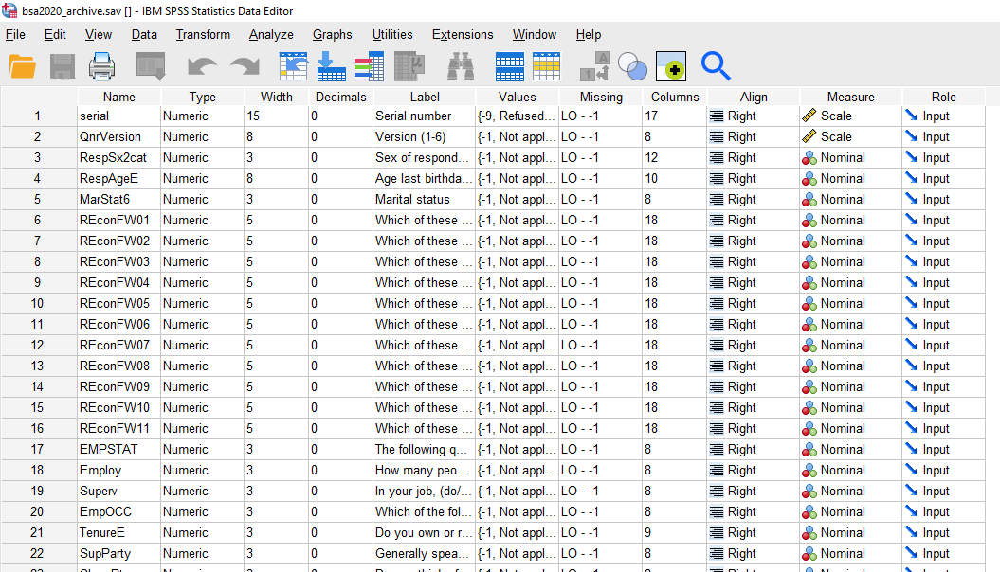 bsa2020_archive.sav [] - IBM SPSS Statistics Data Editor
File Edit View Data Transform Analyze Graphs Utilities Extensions Window Help
Name Type Width Decimals Label Values Missing Columns Align Measure Role
1 serial Numeric 15 0 Serial number {-9, Refused... LO - -1 17 Right Scale Input
2 QnrVersion Numeric 8 0 Version (1-6) {-1, Not appl... LO - -1 8 Right Scale Input
3 RespSx2cat Numeric 3 0 Sex of respond... {-1, Not appl... LO - -1 12 Right Nominal Input
4 RespAgeE Numeric 8 0 Age last birthda... {-1, Not appl... LO - -1 10 Right Nominal Input
5 MarStat6 Numeric 3 0 Marital status {-1, Not appl... LO - -1 8 Right Nominal Input
6 REconFW01 Numeric 5 0 Which of these ... {-1, Not appl... LO - -1 18 Right Nominal Input
7 REconFW02 Numeric 5 0 Which of these ... {-1, Not appl... LO - -1 18 Right Nominal Input
8 REconFW03 Numeric 5 0 Which of these ... {-1, Not appl... LO - -1 18 Right Nominal Input
9 REconFW04 Numeric 5 0 Which of these ... {-1, Not appl... LO - -1 18 Right Nominal Input
10 REconFW05 Numeric 5 0 Which of these ... {-1, Not appl... LO - -1 18 Right Nominal Input
11 REconFW06 Numeric 5 0 Which of these ... {-1, Not appl... LO - -1 18 Right Nominal Input
12 REconFW07 Numeric 5 0 Which of these ... {-1, Not appl... LO - -1 18 Right Nominal Input
13 REconFW08 Numeric 5 0 Which of these ... {-1, Not appl... LO - -1 18 Right Nominal Input
14 REconFW09 Numeric 5 0 Which of these ... {-1, Not appl... LO - -1 18 Right Nominal Input
15 REconFW10 Numeric 5 0 Which of these ... {-1, Not appl... LO - -1 18 Right Nominal Input
16 REconFW11 Numeric 5 0 Which of these ... {-1, Not appl... LO - -1 18 Right Nominal Input
17 EMPSTAT Numeric 3 0 The following q... {-1, Not appl... LO - -1 8 Right Nominal Input
18 Employ Numeric 3 0 How many peo... {-1, Not appl... LO - -1 8 Right Nominal Input
19 Superv Numeric 3 0 In your job, (do/... {-1, Not appl... LO - -1 8 Right Nominal Input
20 EmpOCC Numeric 3 0 Which of the fol... {-1, Not appl... LO - -1 8 Right Nominal Input
21 TenureE Numeric 3 0 Do you own or r... {-1, Not appl... LO - -1 9 Right Nominal Input
22 SupParty Numeric 3 0 Generally spea... {-1, Not appl... LO - -1 8 Right Nominal Input